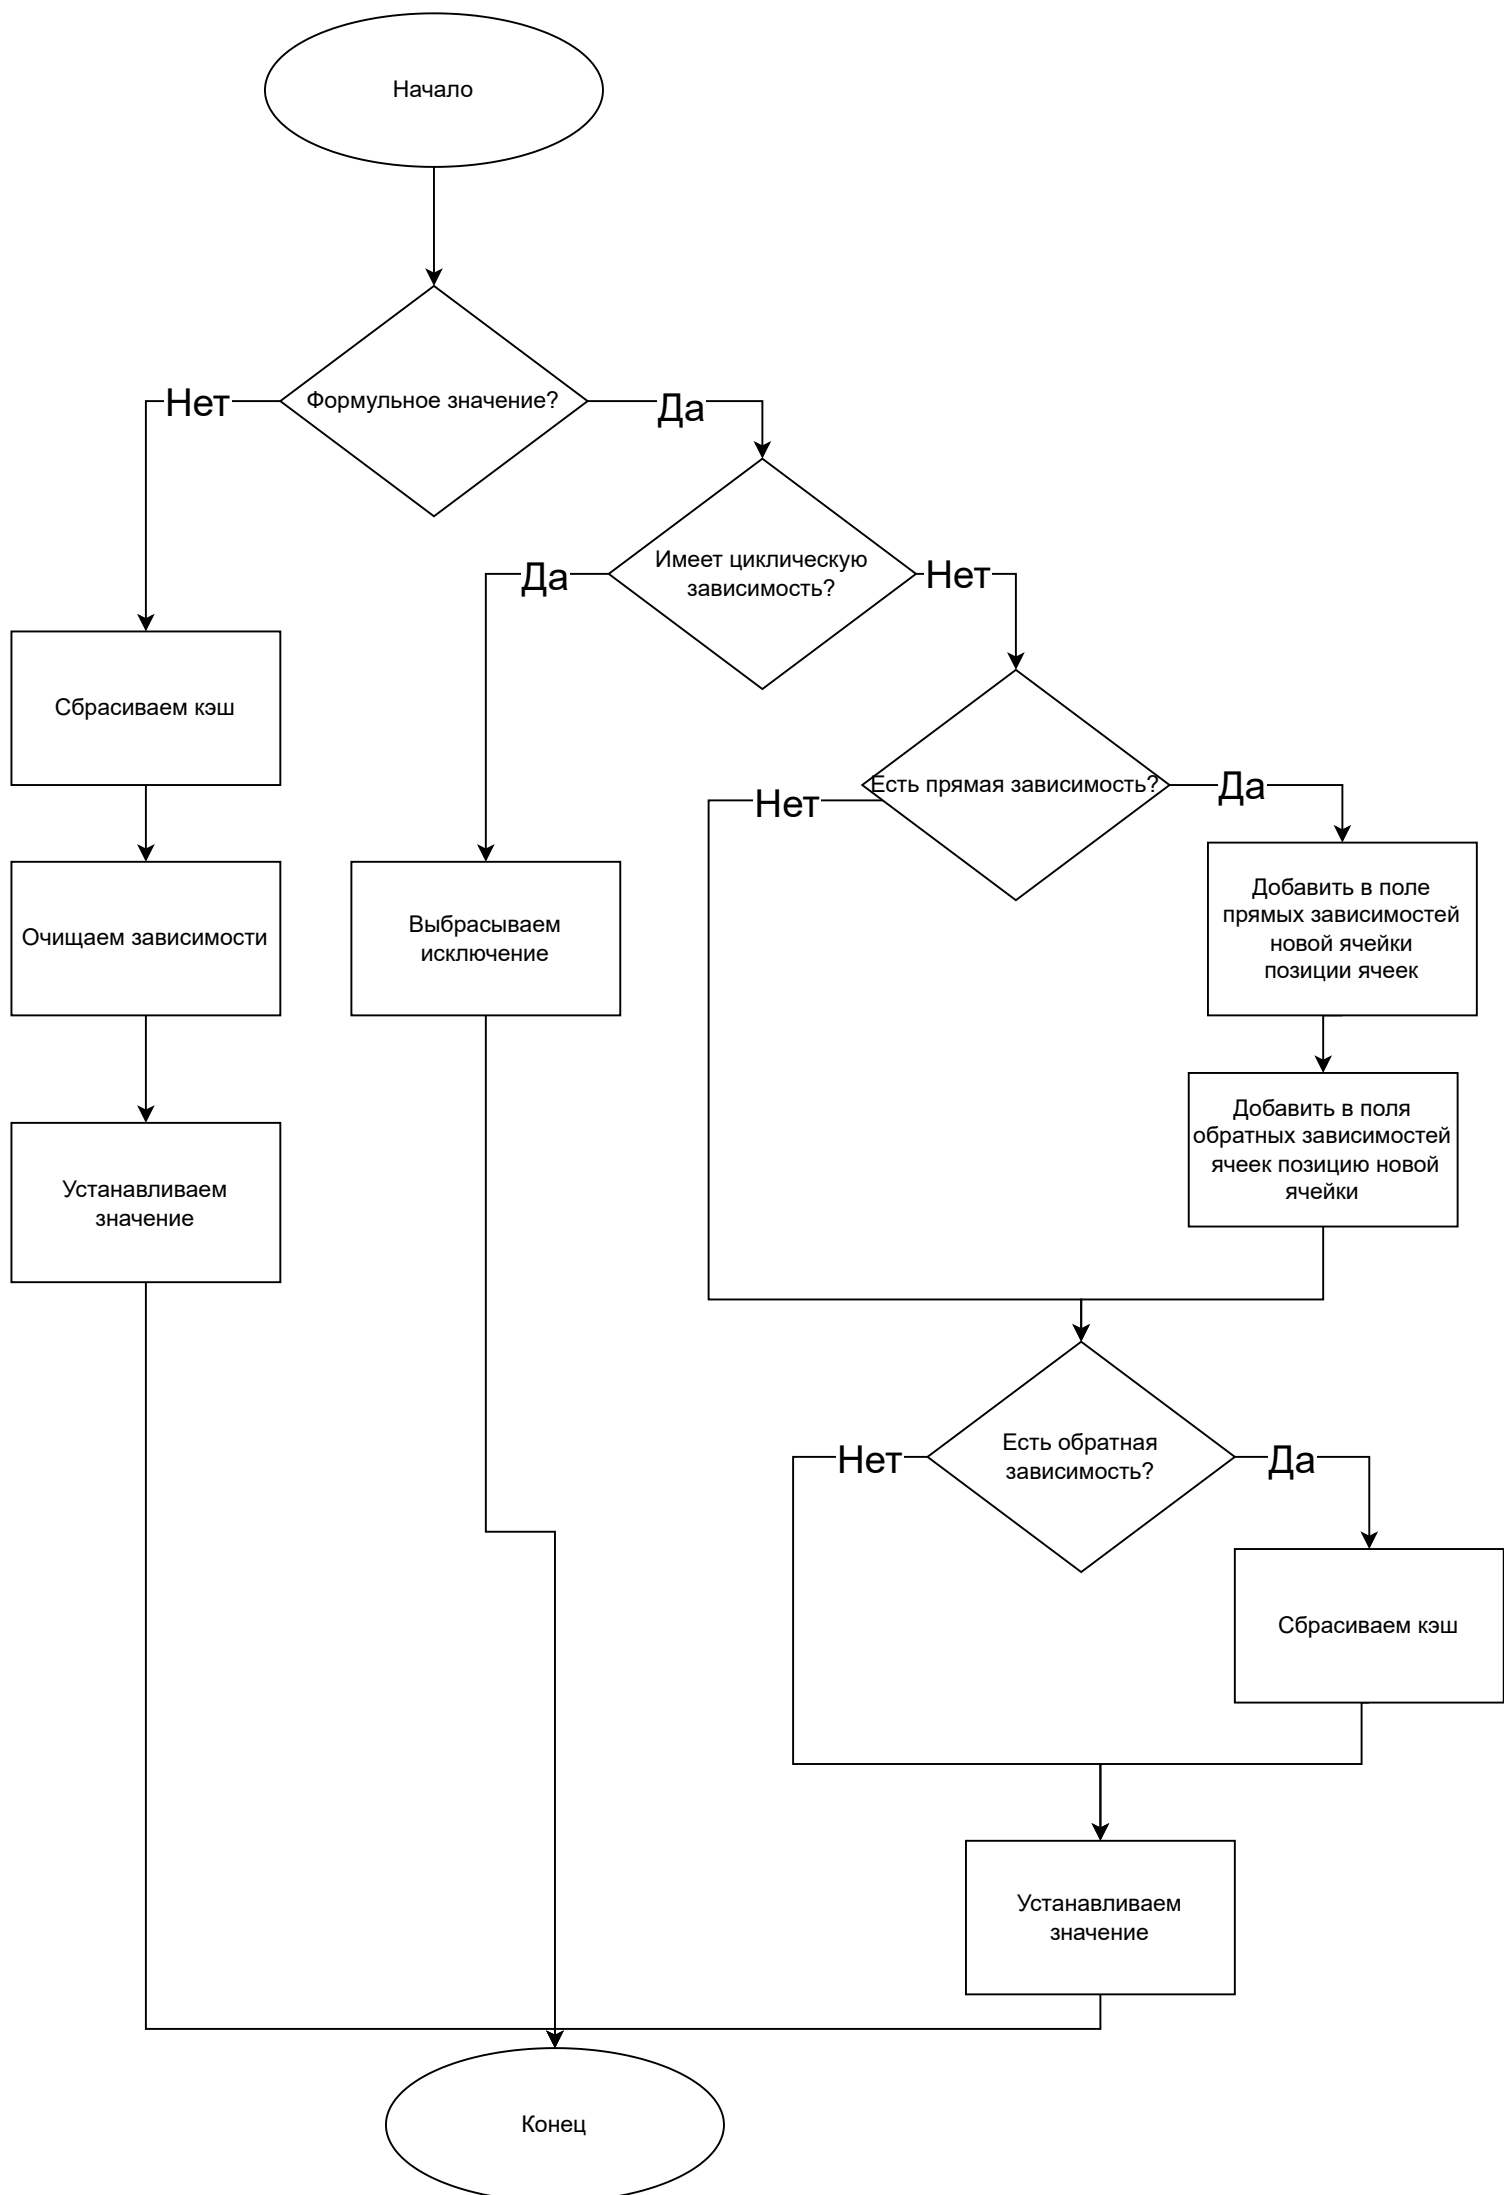 Начало
Формульное значение?
Нет
Да
Имеет циклическую
зависимость?
Да
Нет
Сбрасиваем кэш
Есть прямая зависимость?
Нет
Да
Очищаем зависимости
Выбрасываем
исключение
Добавить в поле
прямых зависимостей
новой ячейки
позиции ячеек
Добавить в поля
обратных зависимостей
ячеек позицию новой
ячейки
Устанавливаем
значение
Есть обратная
зависимость?
Нет
Да
Сбрасиваем кэш
Устанавливаем
значение
Конец